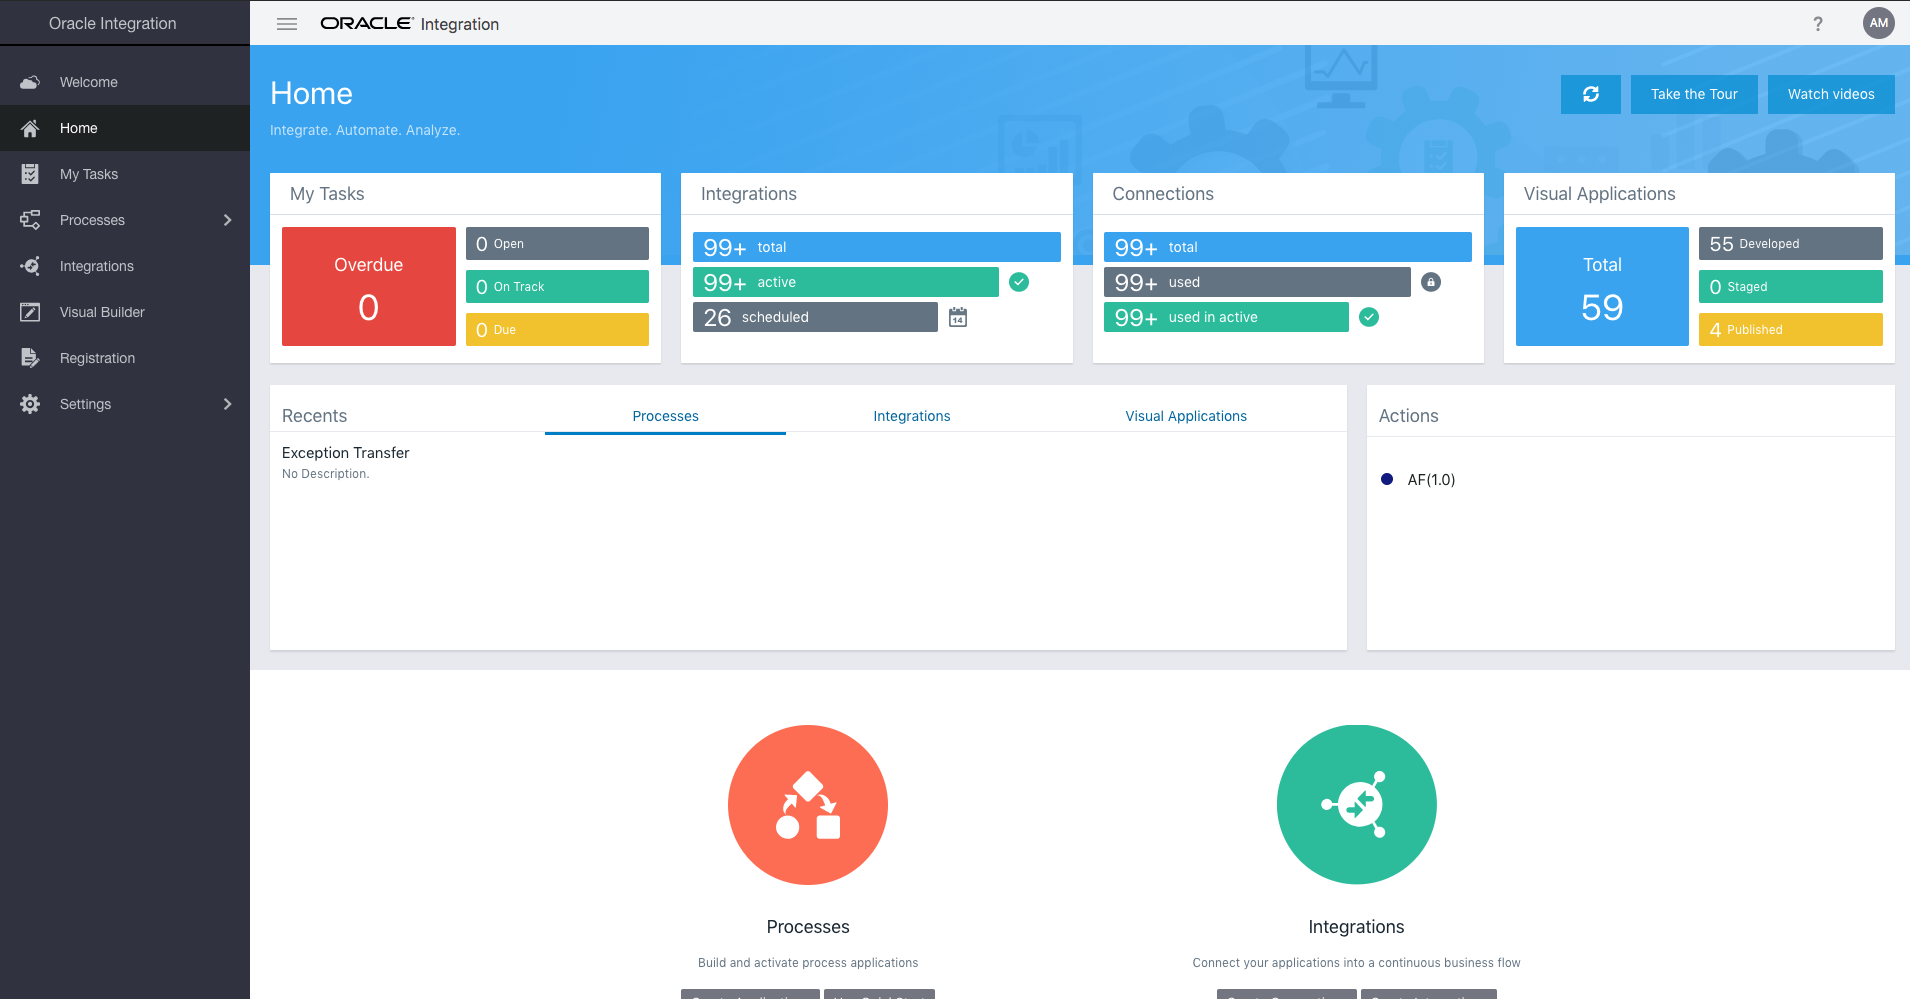 Oracle Integration
ORACLE Integration
?
AM
Welcome
Home
My Tasks
Processes
Integrations
Visual Builder
Registration
Settings
Home
Integrate. Automate. Analyze.
Take the Tour
Watch videos
My Tasks
Overdue
0
0 Open
0 On Track
0 Due
Integrations
99+ total
99+ active
26 scheduled
14
Connections
99+ total
99+ used
99+ used in active
Visual Applications
Total
59
55 Developed
0 Staged
4 Published
Recents
Processes
Integrations
Visual Applications
Exception Transfer
No Description.
Actions
AF(1.0)
Processes
Build and activate process applications
Integrations
Connect your applications into a continuous business flow